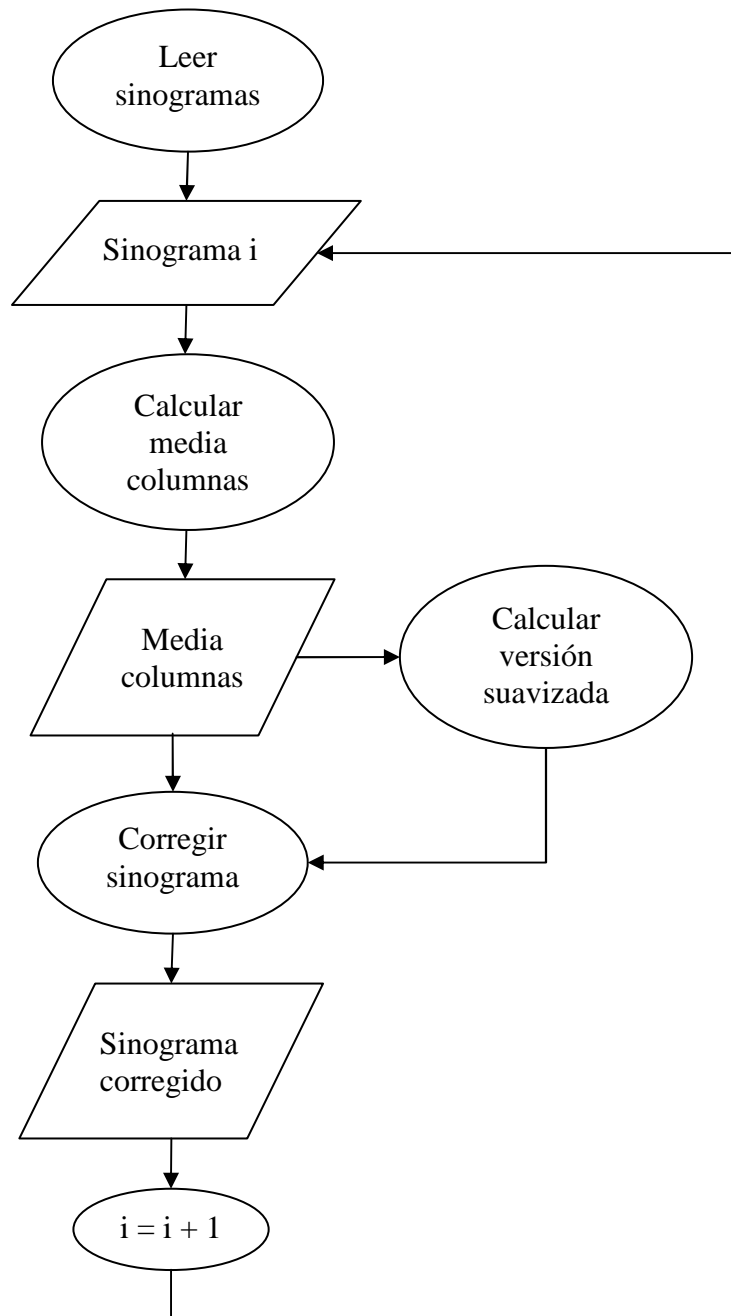 Leer
sinogramas
Sinograma i
Calcular
media
columnas
Media
columnas
Calcular
versión
suavizada
Corregir
sinograma
Sinograma
corregido
i = i + 1